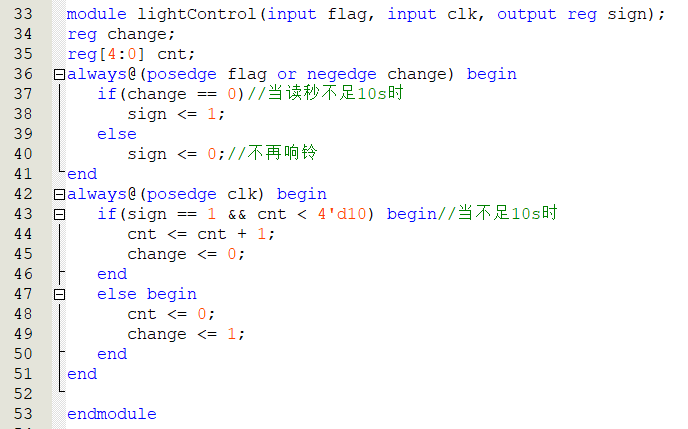 33 module lightControl(input flag, input clk, output reg sign);
34 reg change;
35 reg[4:0] cnt;
36 always@(posedge flag or negedge change) begin
37 if(change == 0)//当读秒不足10s时
38 sign <= 1;
39 else
40 sign <= 0;//不再响铃
41 end
42 always@(posedge clk) begin
43 if(sign == 1 && cnt < 4'd10) begin//当不足10s时
44 cnt <= cnt + 1;
45 change <= 0;
46 end
47 else begin
48 cnt <= 0;
49 change <= 1;
50 end
51 end
52
53 endmodule